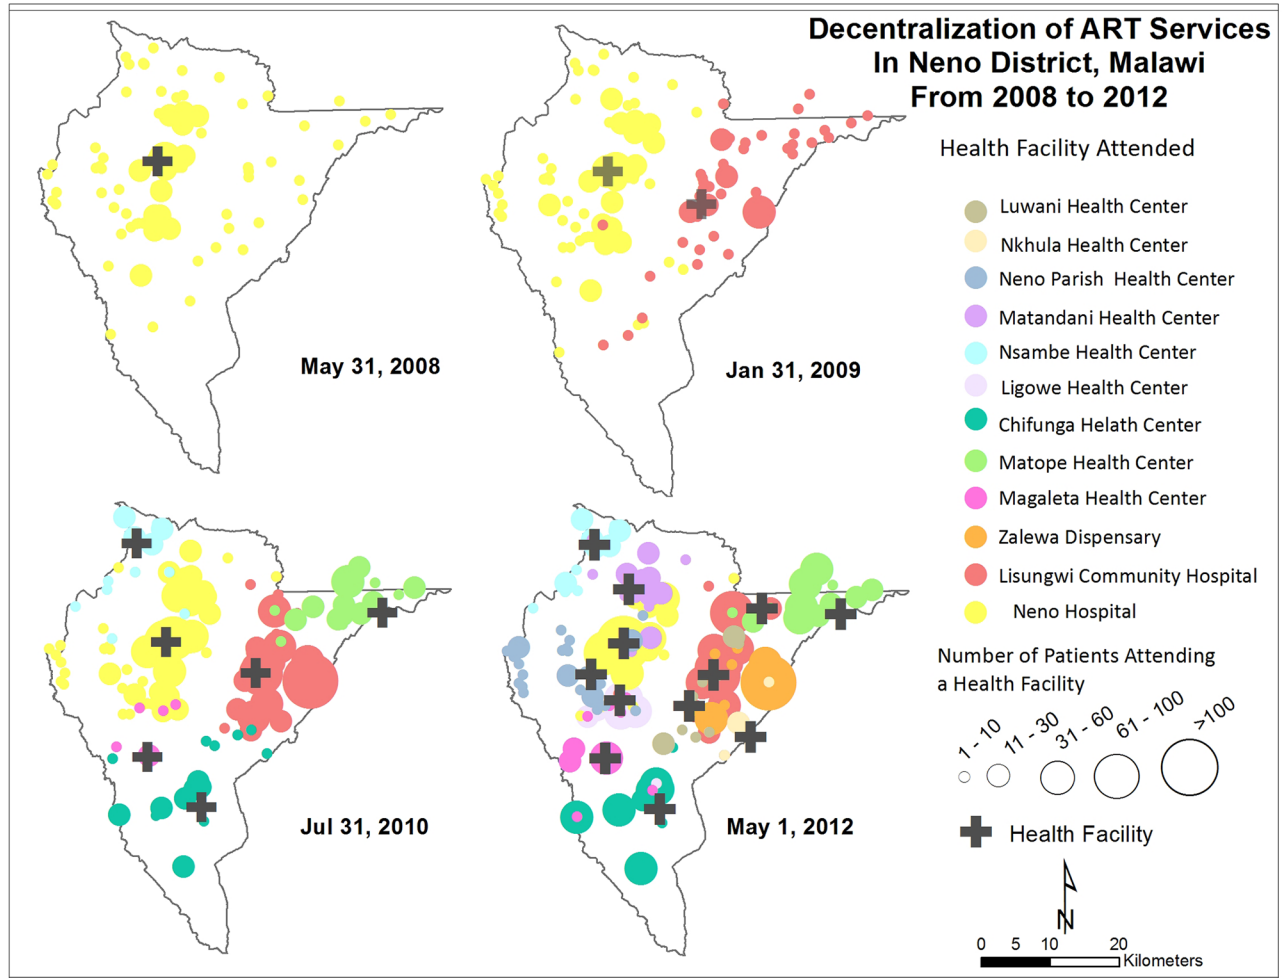 Decentralization of ART Services
In Neno District, Malawi
From 2008 to 2012
Health Facility Attended
Luwani Health Center
Nkhula Health Center
Neno Parish Health Center
Matandani Health Center
Nsambe Health Center
Ligowe Health Center
Chifunga Helath Center
Matope Health Center
Magaleta Health Center
Zalewa Dispensary
Lisungwi Community Hospital
Neno Hospital
Number of Patients Attending
a Health Facility
1 - 10
11 - 30
31 - 60
61 - 100
>100
Health Facility
N
0 5 10 20
Kilometers
May 31, 2008
Jan 31, 2009
Jul 31, 2010
May 1, 2012